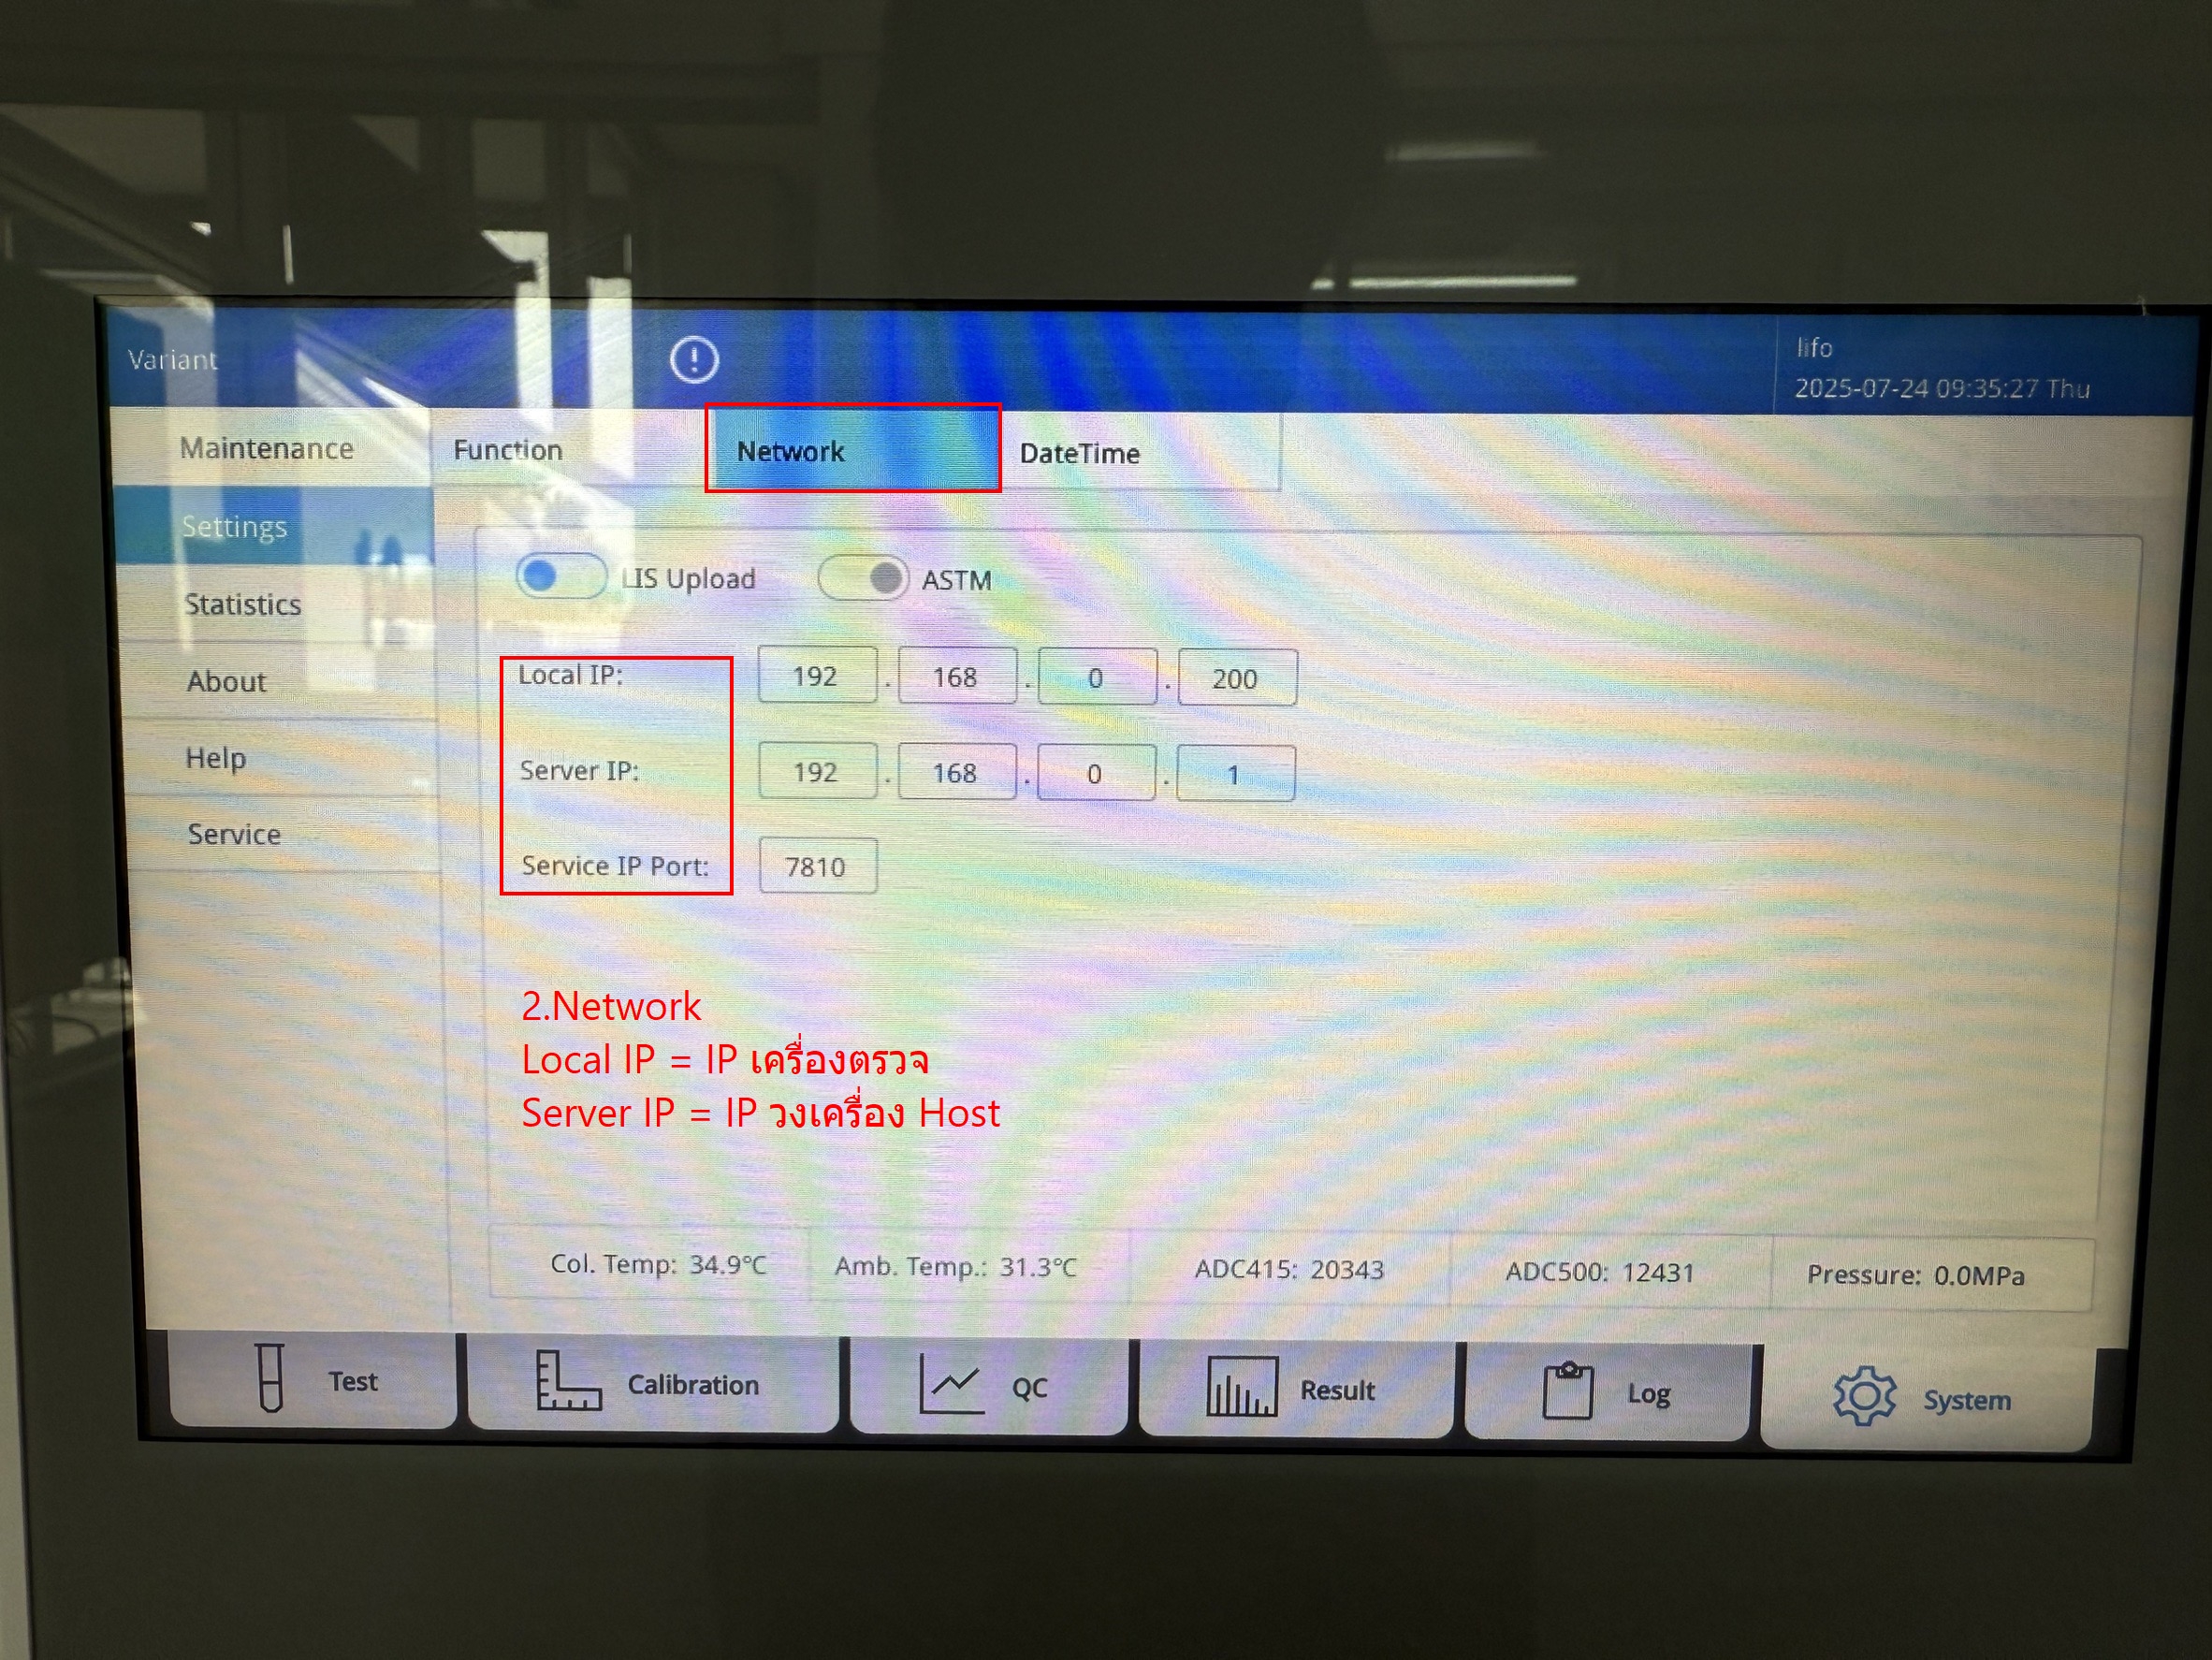 Variant
lifo
2025-07-24 09:35:27 Thu
Maintenance
Function
Network
DateTime
Settings
LIS Upload
ASTM
Statistics
Local IP: 192 . 168 . 0 . 200
About
Server IP: 192 . 168 . 0 . 1
Help
Service
Service IP Port: 7810
2.Network
Local IP = IP เครื่องตรวจ
Server IP = IP วงเครื่อง Host
Col. Temp: 34.9℃
Amb. Temp.: 31.3℃
ADC415: 20343
ADC500: 12431
Pressure: 0.0MPa
Test
Calibration
QC
Result
Log
System